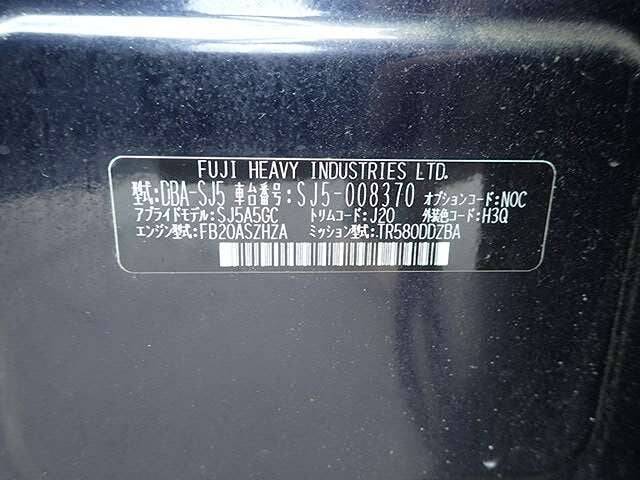 FUJI HEAVY INDUSTRIES LTD.
型式:DBA-SJ5 車台番号:SJ5-008370 オプションコード:NOC
アプライドモデル:SJ5A5GC トリムコード:J20 外装色コード:H3Q
エンジン型式:FB20ASZHZA ミッション型式:TR580DDZBA